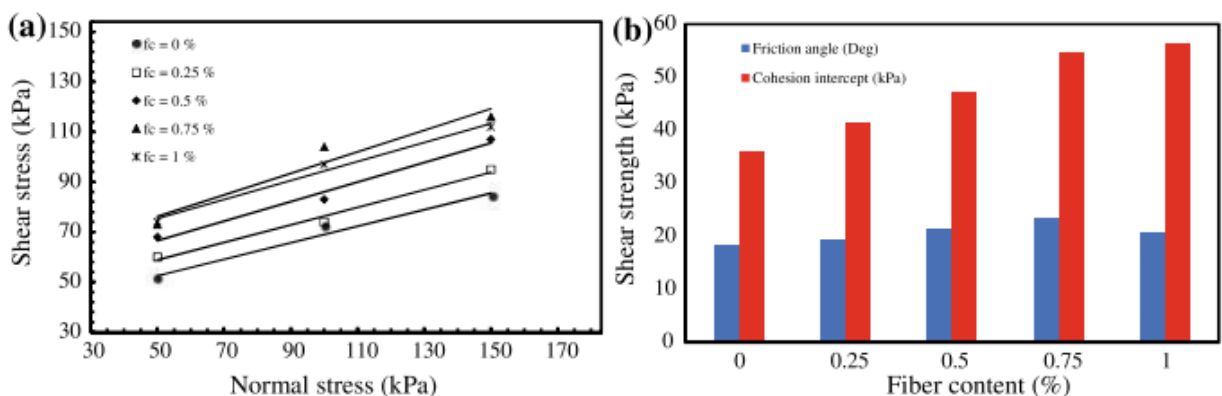 (a)
fc = 0 %
fc = 0.25 %
fc = 0.5 %
fc = 0.75 %
fc = 1 %
Shear stress (kPa)
150
130
110
90
70
50
30
30 50 70 90 110 130 150 170
Normal stress (kPa)
(b)
Friction angle (Deg)
Cohesion intercept (kPa)
Shear strength (kPa)
60
50
40
30
20
10
0
0 0.25 0.5 0.75 1
Fiber content (%)